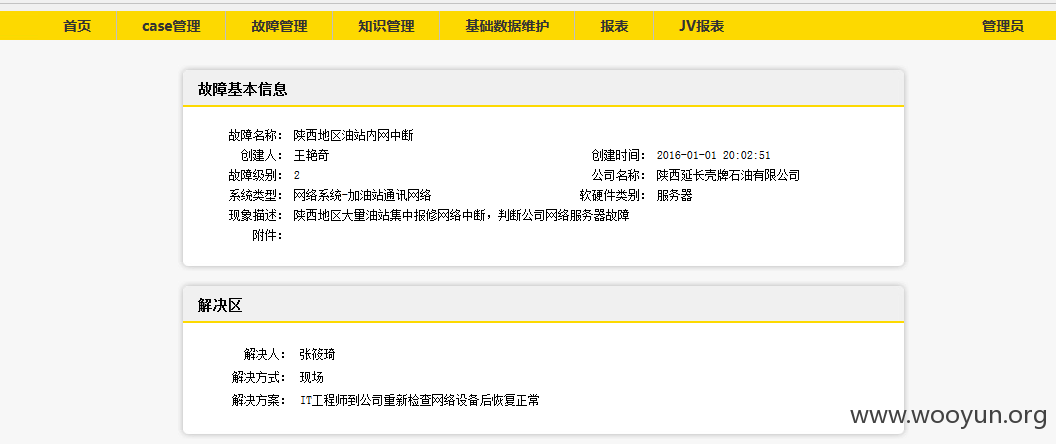 首页 case管理 故障管理 知识管理 基础数据维护 报表 JV报表 管理员
故障基本信息
故障名称： 陕西地区油站内网中断
创建人： 王艳奇 创建时间： 2016-01-01 20:02:51
故障级别： 2 公司名称： 陕西延长壳牌石油有限公司
系统类型： 网络系统-加油站通讯网络 软硬件类别： 服务器
现象描述： 陕西地区大量油站集中报修网络中断，判断公司网络服务器故障
附件：
解决区
解决人： 张筱琦
解决方式： 现场
解决方案： IT工程师到公司重新检查网络设备后恢复正常
www.wooyun.org